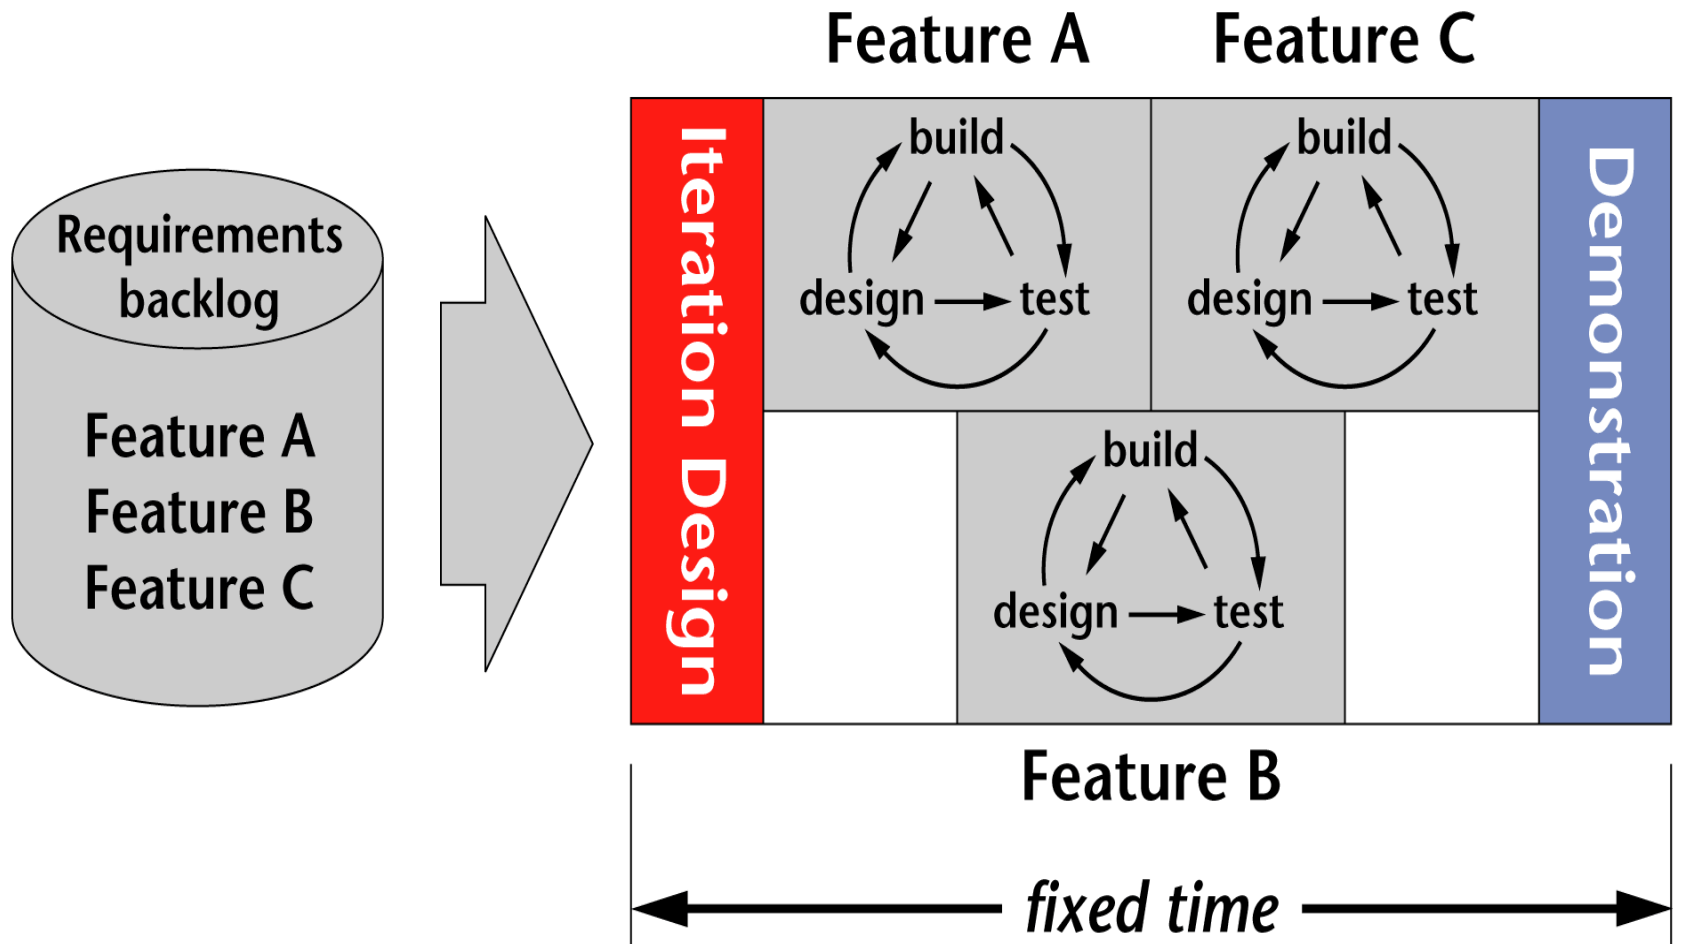 Requirements
backlog
Feature A
Feature B
Feature C
Feature A
Feature C
Iteration Design
build
design
test
build
design
test
build
design
test
Demonstration
Feature B
fixed time